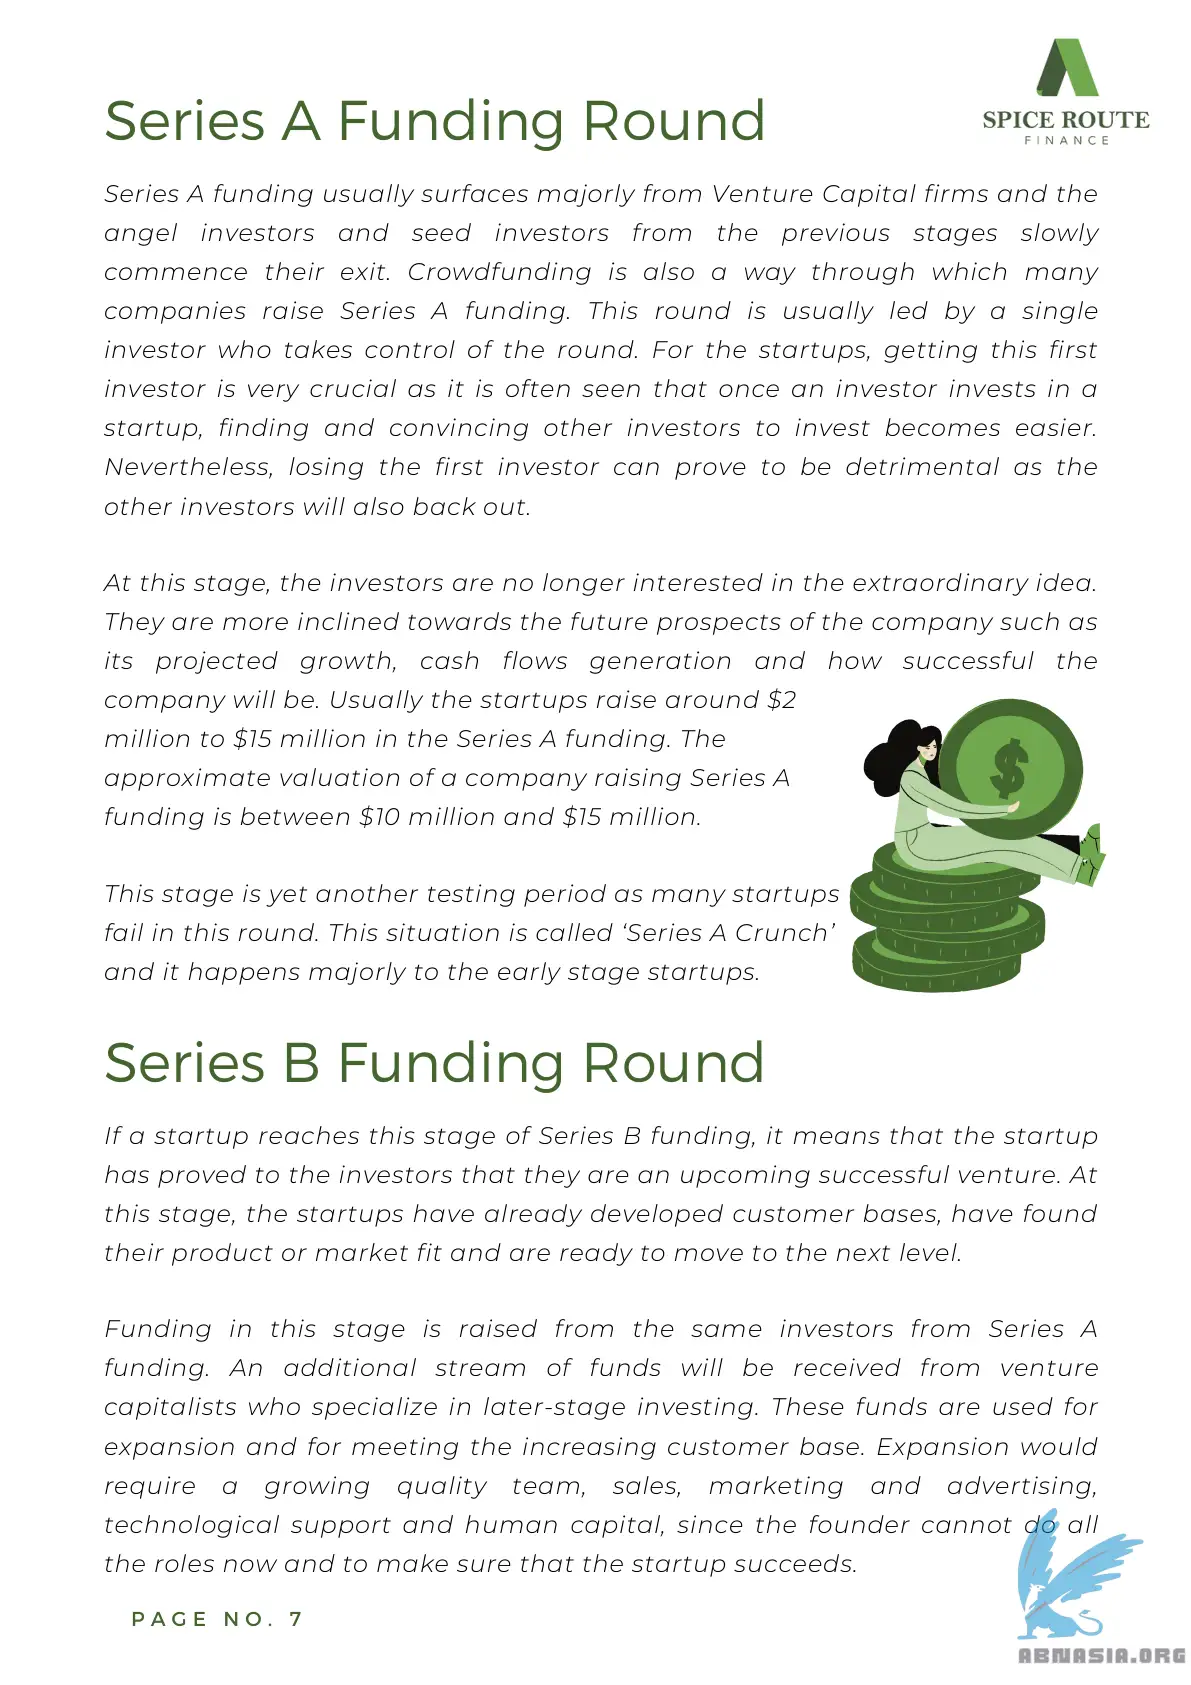 SPICE ROUTE
FINANCE
Series A Funding Round
Series A funding usually surfaces majorly from Venture Capital firms and the
angel investors and seed investors from the previous stages slowly
commence their exit. Crowdfunding is also a way through which many
companies raise Series A funding. This round is usually led by a single
investor who takes control of the round. For the startups, getting this first
investor is very crucial as it is often seen that once an investor invests in a
startup, finding and convincing other investors to invest becomes easier.
Nevertheless, losing the first investor can prove to be detrimental as the
other investors will also back out.
At this stage, the investors are no longer interested in the extraordinary idea.
They are more inclined towards the future prospects of the company such as
its projected growth, cash flows generation and how successful the
company will be. Usually the startups raise around $2
million to $15 million in the Series A funding. The
approximate valuation of a company raising Series A
funding is between $10 million and $15 million.
This stage is yet another testing period as many startups
fail in this round. This situation is called ‘Series A Crunch’
and it happens majorly to the early stage startups.
$
Series B Funding Round
If a startup reaches this stage of Series B funding, it means that the startup
has proved to the investors that they are an upcoming successful venture. At
this stage, the startups have already developed customer bases, have found
their product or market fit and are ready to move to the next level.
Funding in this stage is raised from the same investors from Series A
funding. An additional stream of funds will be received from venture
capitalists who specialize in later-stage investing. These funds are used for
expansion and for meeting the increasing customer base. Expansion would
require a growing quality team, sales, marketing and advertising,
technological support and human capital, since the founder cannot do all
the roles now and to make sure that the startup succeeds.
PAGE NO. 7
ABNASIA.ORG